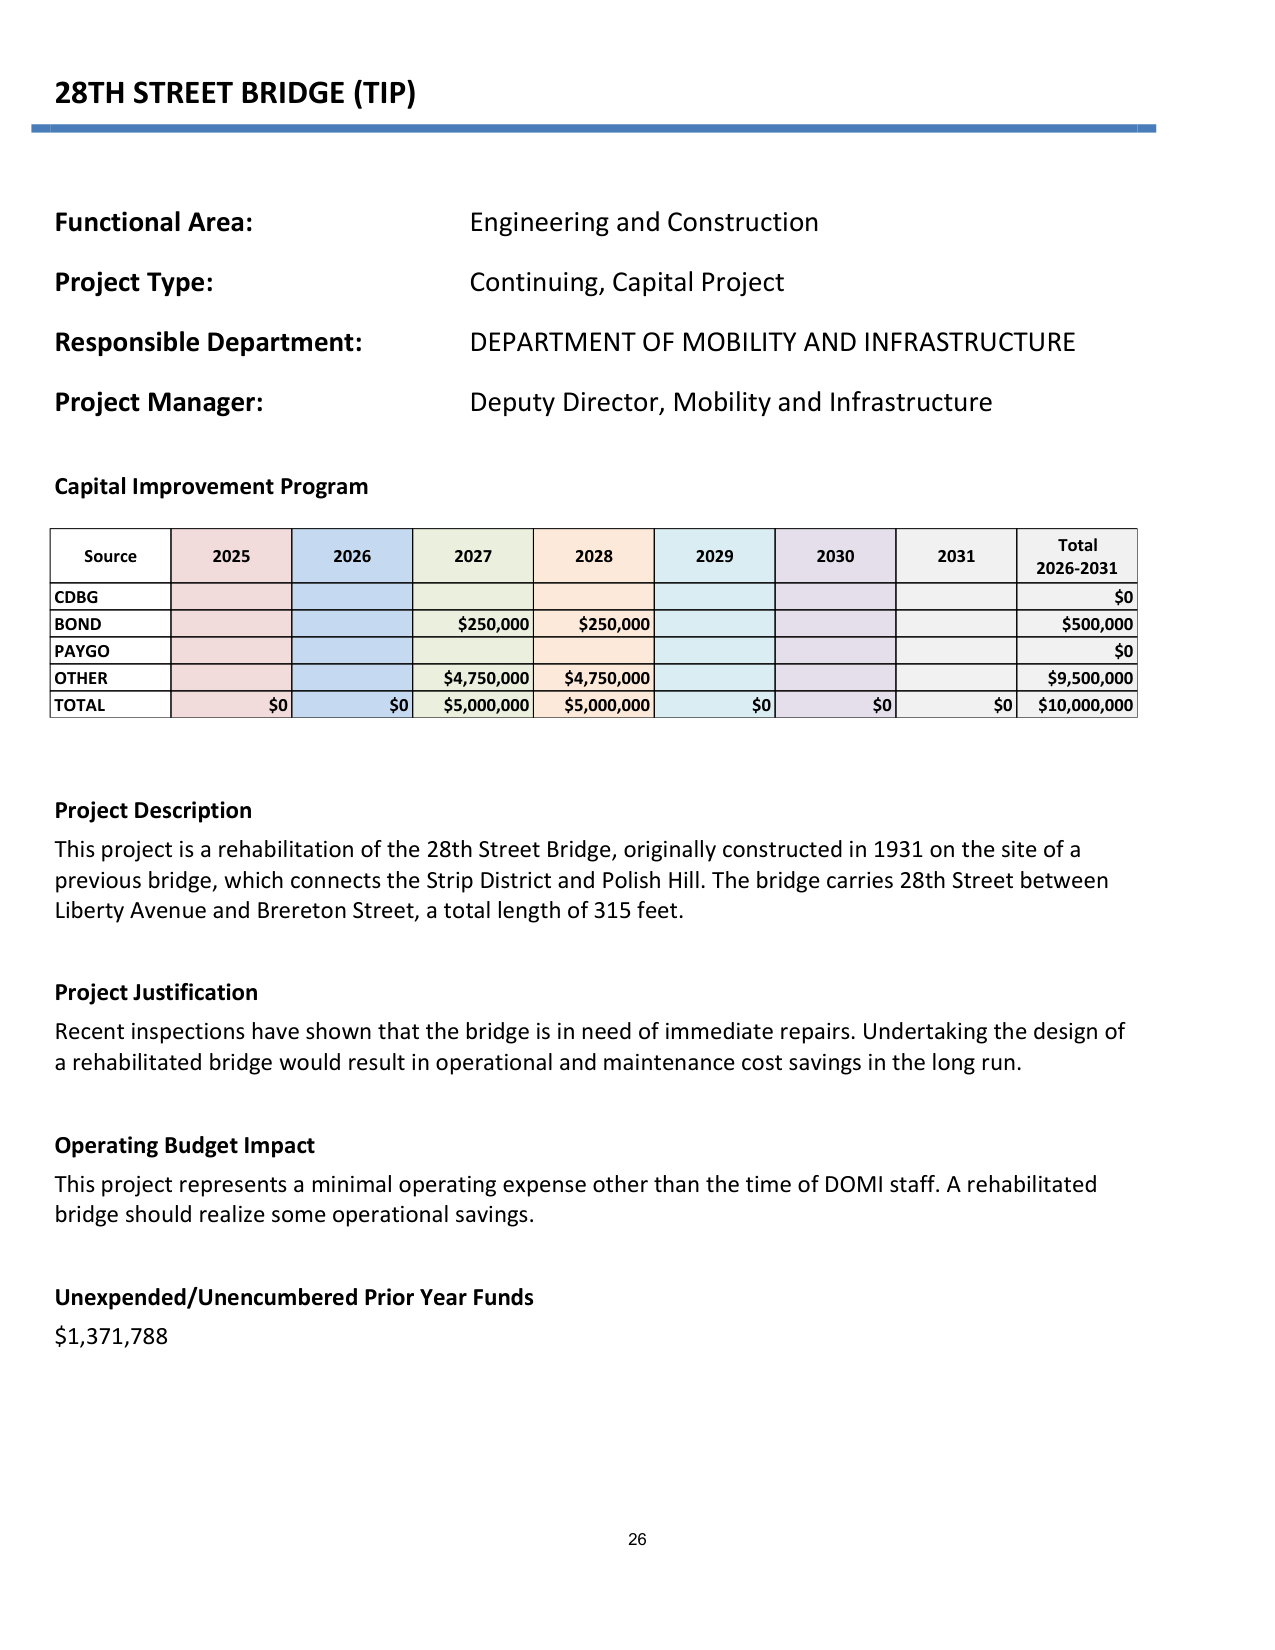 28TH STREET BRIDGE (TIP)
Functional Area: Engineering and Construction
Project Type: Continuing, Capital Project
Responsible Department: DEPARTMENT OF MOBILITY AND INFRASTRUCTURE
Project Manager: Deputy Director, Mobility and Infrastructure
Capital Improvement Program
Source 2025 2026 2027 2028 2029 2030 2031 Total 2026-2031
CDBG $0
BOND $250,000 $250,000 $500,000
PAYGO $0
OTHER $4,750,000 $4,750,000 $9,500,000
TOTAL $0 $0 $5,000,000 $5,000,000 $0 $0 $0 $10,000,000
Project Description
This project is a rehabilitation of the 28th Street Bridge, originally constructed in 1931 on the site of a
previous bridge, which connects the Strip District and Polish Hill. The bridge carries 28th Street between
Liberty Avenue and Brereton Street, a total length of 315 feet.
Project Justification
Recent inspections have shown that the bridge is in need of immediate repairs. Undertaking the design of
a rehabilitated bridge would result in operational and maintenance cost savings in the long run.
Operating Budget Impact
This project represents a minimal operating expense other than the time of DOMI staff. A rehabilitated
bridge should realize some operational savings.
Unexpended/Unencumbered Prior Year Funds
$1,371,788
26